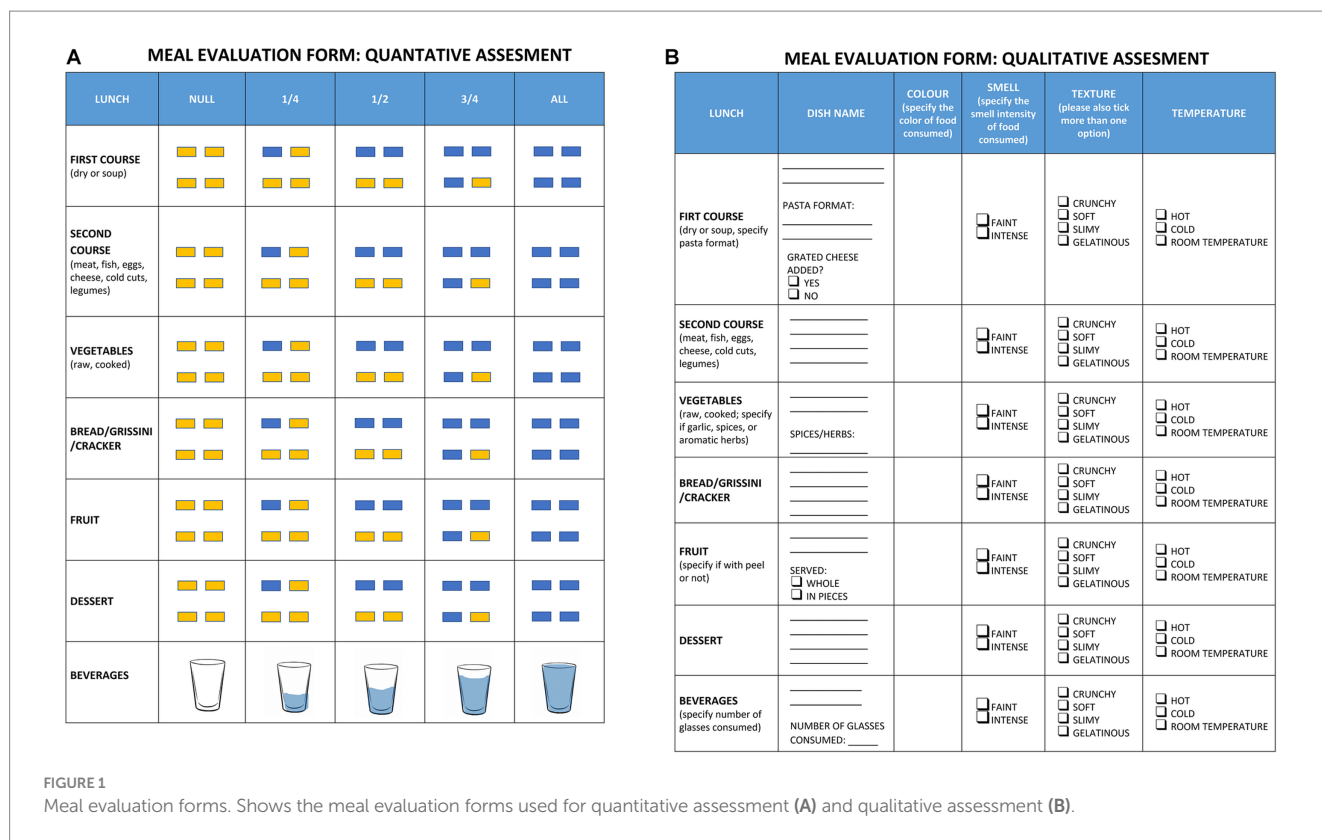 A
MEAL EVALUATION FORM: QUANTATIVE ASSESMENT
LUNCH
NULL
1/4
1/2
3/4
ALL
FIRST COURSE
(dry or soup)
SECOND
COURSE
(meat, fish, eggs,
cheese, cold cuts,
legumes)
VEGETABLES
(raw, cooked)
BREAD/GRISSINI
/CRACKER
FRUIT
DESSERT
BEVERAGES
B
MEAL EVALUATION FORM: QUALITATIVE ASSESMENT
LUNCH
DISH NAME
COLOUR
(specify the
color of food
consumed)
SMELL
(specify the
smell intensity
of food
consumed)
TEXTURE
(please also tick
more than one
option)
TEMPERATURE
FIRT COURSE
(dry or soup, specify
pasta format)
PASTA FORMAT:
GRATED CHEESE
ADDED?
YES
NO
FAINT
INTENSE
CRUNCHY
SOFT
SLIMY
GELATINOUS
HOT
COLD
ROOM TEMPERATURE
SECOND COURSE
(meat, fish, eggs,
cheese, cold cuts,
legumes)
FAINT
INTENSE
CRUNCHY
SOFT
SLIMY
GELATINOUS
HOT
COLD
ROOM TEMPERATURE
VEGETABLES
(raw, cooked; specify
if garlic, spices, or
aromatic herbs)
SPICES/HERBS:
FAINT
INTENSE
CRUNCHY
SOFT
SLIMY
GELATINOUS
HOT
COLD
ROOM TEMPERATURE
BREAD/GRISSINI
/CRACKER
FAINT
INTENSE
CRUNCHY
SOFT
SLIMY
GELATINOUS
HOT
COLD
ROOM TEMPERATURE
FRUIT
(specify if with peel
or not)
SERVED:
WHOLE
IN PIECES
FAINT
INTENSE
CRUNCHY
SOFT
SLIMY
GELATINOUS
HOT
COLD
ROOM TEMPERATURE
DESSERT
FAINT
INTENSE
CRUNCHY
SOFT
SLIMY
GELATINOUS
HOT
COLD
ROOM TEMPERATURE
BEVERAGES
(specify number of
glasses consumed)
NUMBER OF GLASSES
CONSUMED: _____
FAINT
INTENSE
CRUNCHY
SOFT
SLIMY
GELATINOUS
HOT
COLD
ROOM TEMPERATURE
FIGURE 1
Meal evaluation forms. Shows the meal evaluation forms used for quantitative assessment (A) and qualitative assessment (B).